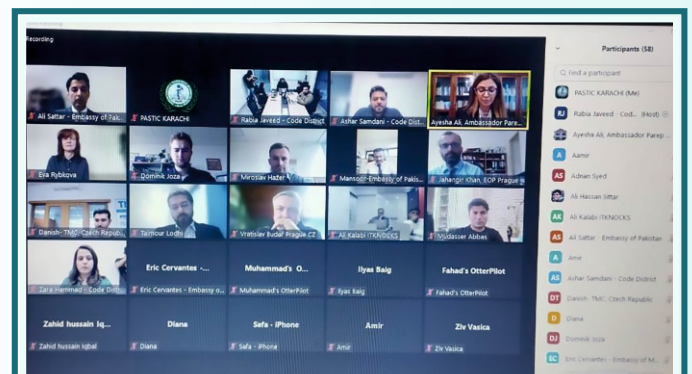 Recording
Participants (58)
Find a participant
Ali Sattar - Embassy of Pak...
PASTIC KARACHI
Rabia Javeed - Code District
Ashar Samdani - Code Dist...
Ayesha Ali, Ambassador Pare...
Eva Rybkova
Dominik Joza
Miroslav Hažer
Mansoor-Embassy of Pakis...
Jahangir Khan, EOP Prague
Danish- TMC, Czech Republ...
Taimour Lodhi
Vratislav Budař Prague CZ
Ali Kalabi ITKNOCKS
Mudasser Abbas
Zara Hammad - Code Distr...
Eric Cervantes -...
Eric Cervantes - Embassy o...
Muhammad's O...
Muhammad's OtterPilot
Ilyas Baig
Ilyas Baig
Fahad's OtterPilot
Fahad's OtterPilot
Zahid hussain Iq...
Zahid hussain Iqbal
Diana
Diana
Safa - iPhone
Safa - iPhone
Amir
Amir
Ziv Vasica
Ziv Vasica
PASTIC KARACHI (Me)
RJ Rabia Javeed - Cod... (Host)
Ayesha Ali, Ambassador Parep ...
A Aamir
AS Adnan Syed
Ali Hassan Sittar
AK Ali Kalabi ITKNOCKS
AS Ali Sattar - Embassy of Pakistan
A Amir
AS Ashar Samdani - Code District
DT Danish- TMC, Czech Republic
D Diana
DJ Dominik Joza
EC Eric Cervantes - Embassy of M...